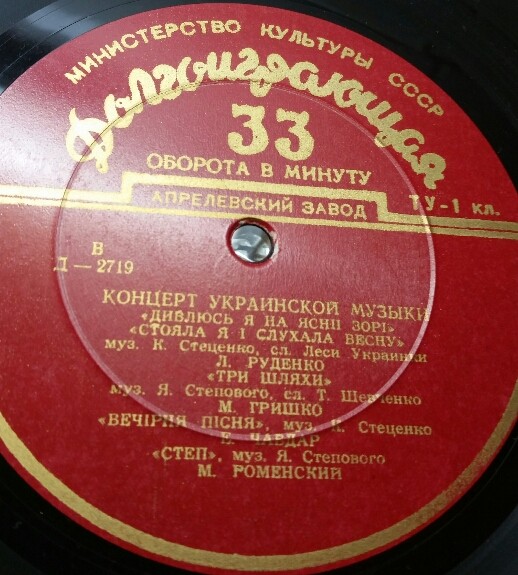 МИНИСТЕРСТВО КУЛЬТУРЫ СССР
Долгоиграющая
33
ОБОРОТА В МИНУТУ
АПРЕЛЕВСКИЙ ЗАВОД
ТУ-1 кл.
В
Д — 2719
КОНЦЕРТ УКРАИНСКОЙ МУЗЫКИ
«ДИВЛЮСЬ Я НА ЯСНІІ ЗОРІ»
«СТОЯЛА Я І СЛУХАЛА ВЕСНУ»
муз. К. Стеценко, сл. Леси Украинки
Л. РУДЕНКО
«ТРИ ШЛЯХИ»
муз. Я. Степового, сл. Т. Шевченко
М. ГРИШКО
«ВЕЧІРНЯ ПІСНЯ», муз. К. Стеценко
Е. ЧАВДАР
«СТЕП», муз. Я. Степового
М. РОМЕНСКИЙ